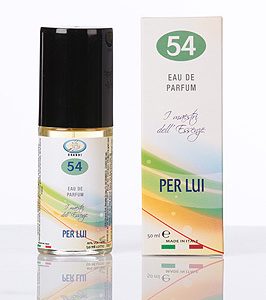 54
EAU DE
PARFUM
I maestri
dell'Essenze
PER LUI
54
EAU DE
PARFUM
I maestri
dell'Essenze
PER LUI
50 ml e
MADE IN ITALY